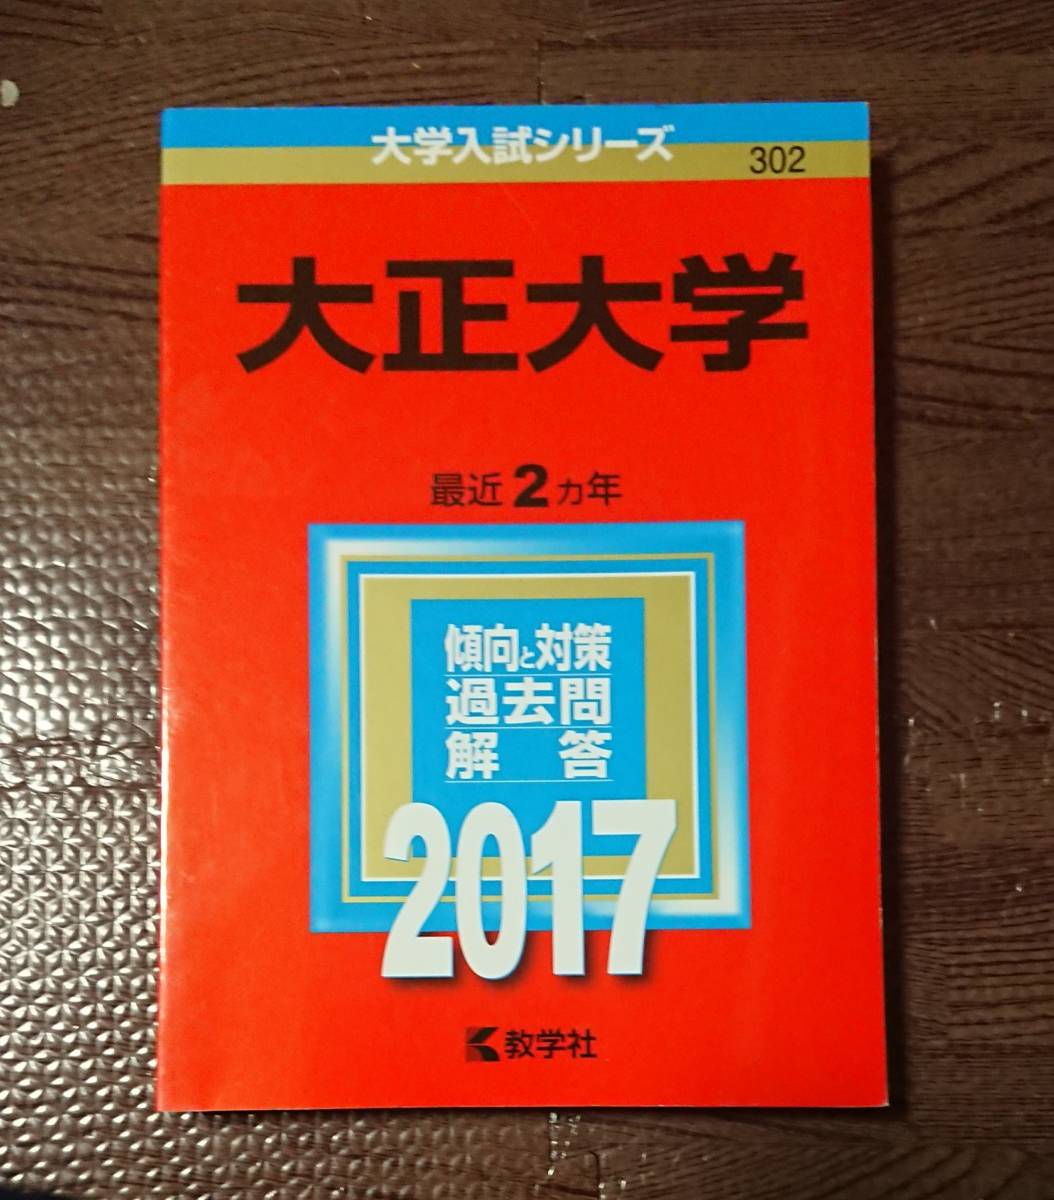 大学入試シリーズ
302
大正大学
最近2カ年
傾向と対策
過去問
解答
2017
教学社